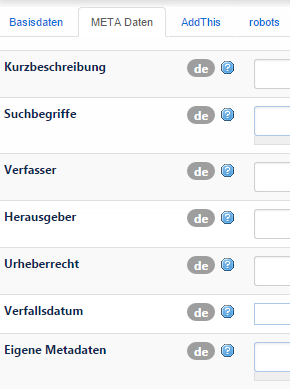 Basisdaten META Daten AddThis robots
Kurzbeschreibung de ?
Suchbegriffe de ?
Verfasser de ?
Herausgeber de ?
Urheberrecht de ?
Verfallsdatum de ?
Eigene Metadaten de ?